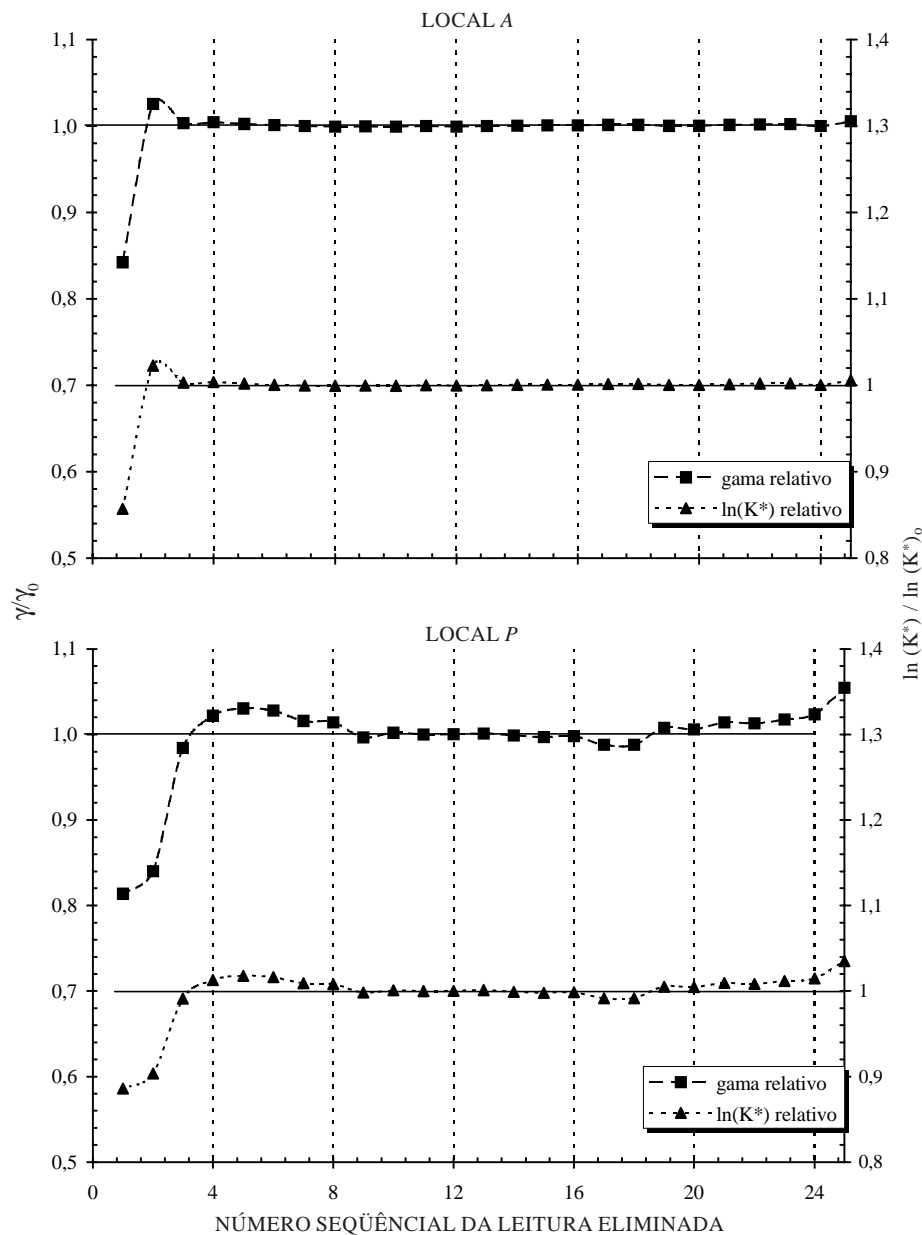 LOCAL A
1,1
1,0
0,9
0,8
0,7
0,6
0,5
1,4
1,3
1,2
1,1
1
0,9
0,8
gama relativo
ln(K*) relativo
γ/γ0
ln (K*) / ln (K*)o
LOCAL P
1,1
1,0
0,9
0,8
0,7
0,6
0,5
1,4
1,3
1,2
1,1
1
0,9
0,8
gama relativo
ln(K*) relativo
0 4 8 12 16 20 24
NÚMERO SEQÜÊNCIAL DA LEITURA ELIMINADA